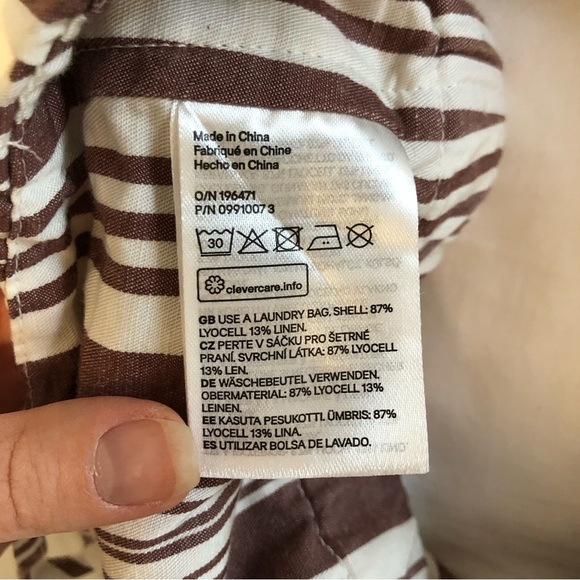 Made in China
Fabriqué en Chine
Hecho en China
O/N 196471
P/N 0991007 3
30
clevercare.info
GB USE A LAUNDRY BAG. SHELL: 87%
LYOCELL 13% LINEN.
CZ PERTE V SÁČKU PRO ŠETRNÉ
PRANÍ. SVRCHNÍ LÁTKA: 87% LYOCELL
13% LEN.
DE WÄSCHEBEUTEL VERWENDEN.
OBERMATERIAL: 87% LYOCELL 13%
LEINEN.
EE KASUTA PESUKOTTI. ÜMBRIS: 87%
LYOCELL 13% LINA.
ES UTILIZAR BOLSA DE LAVADO.